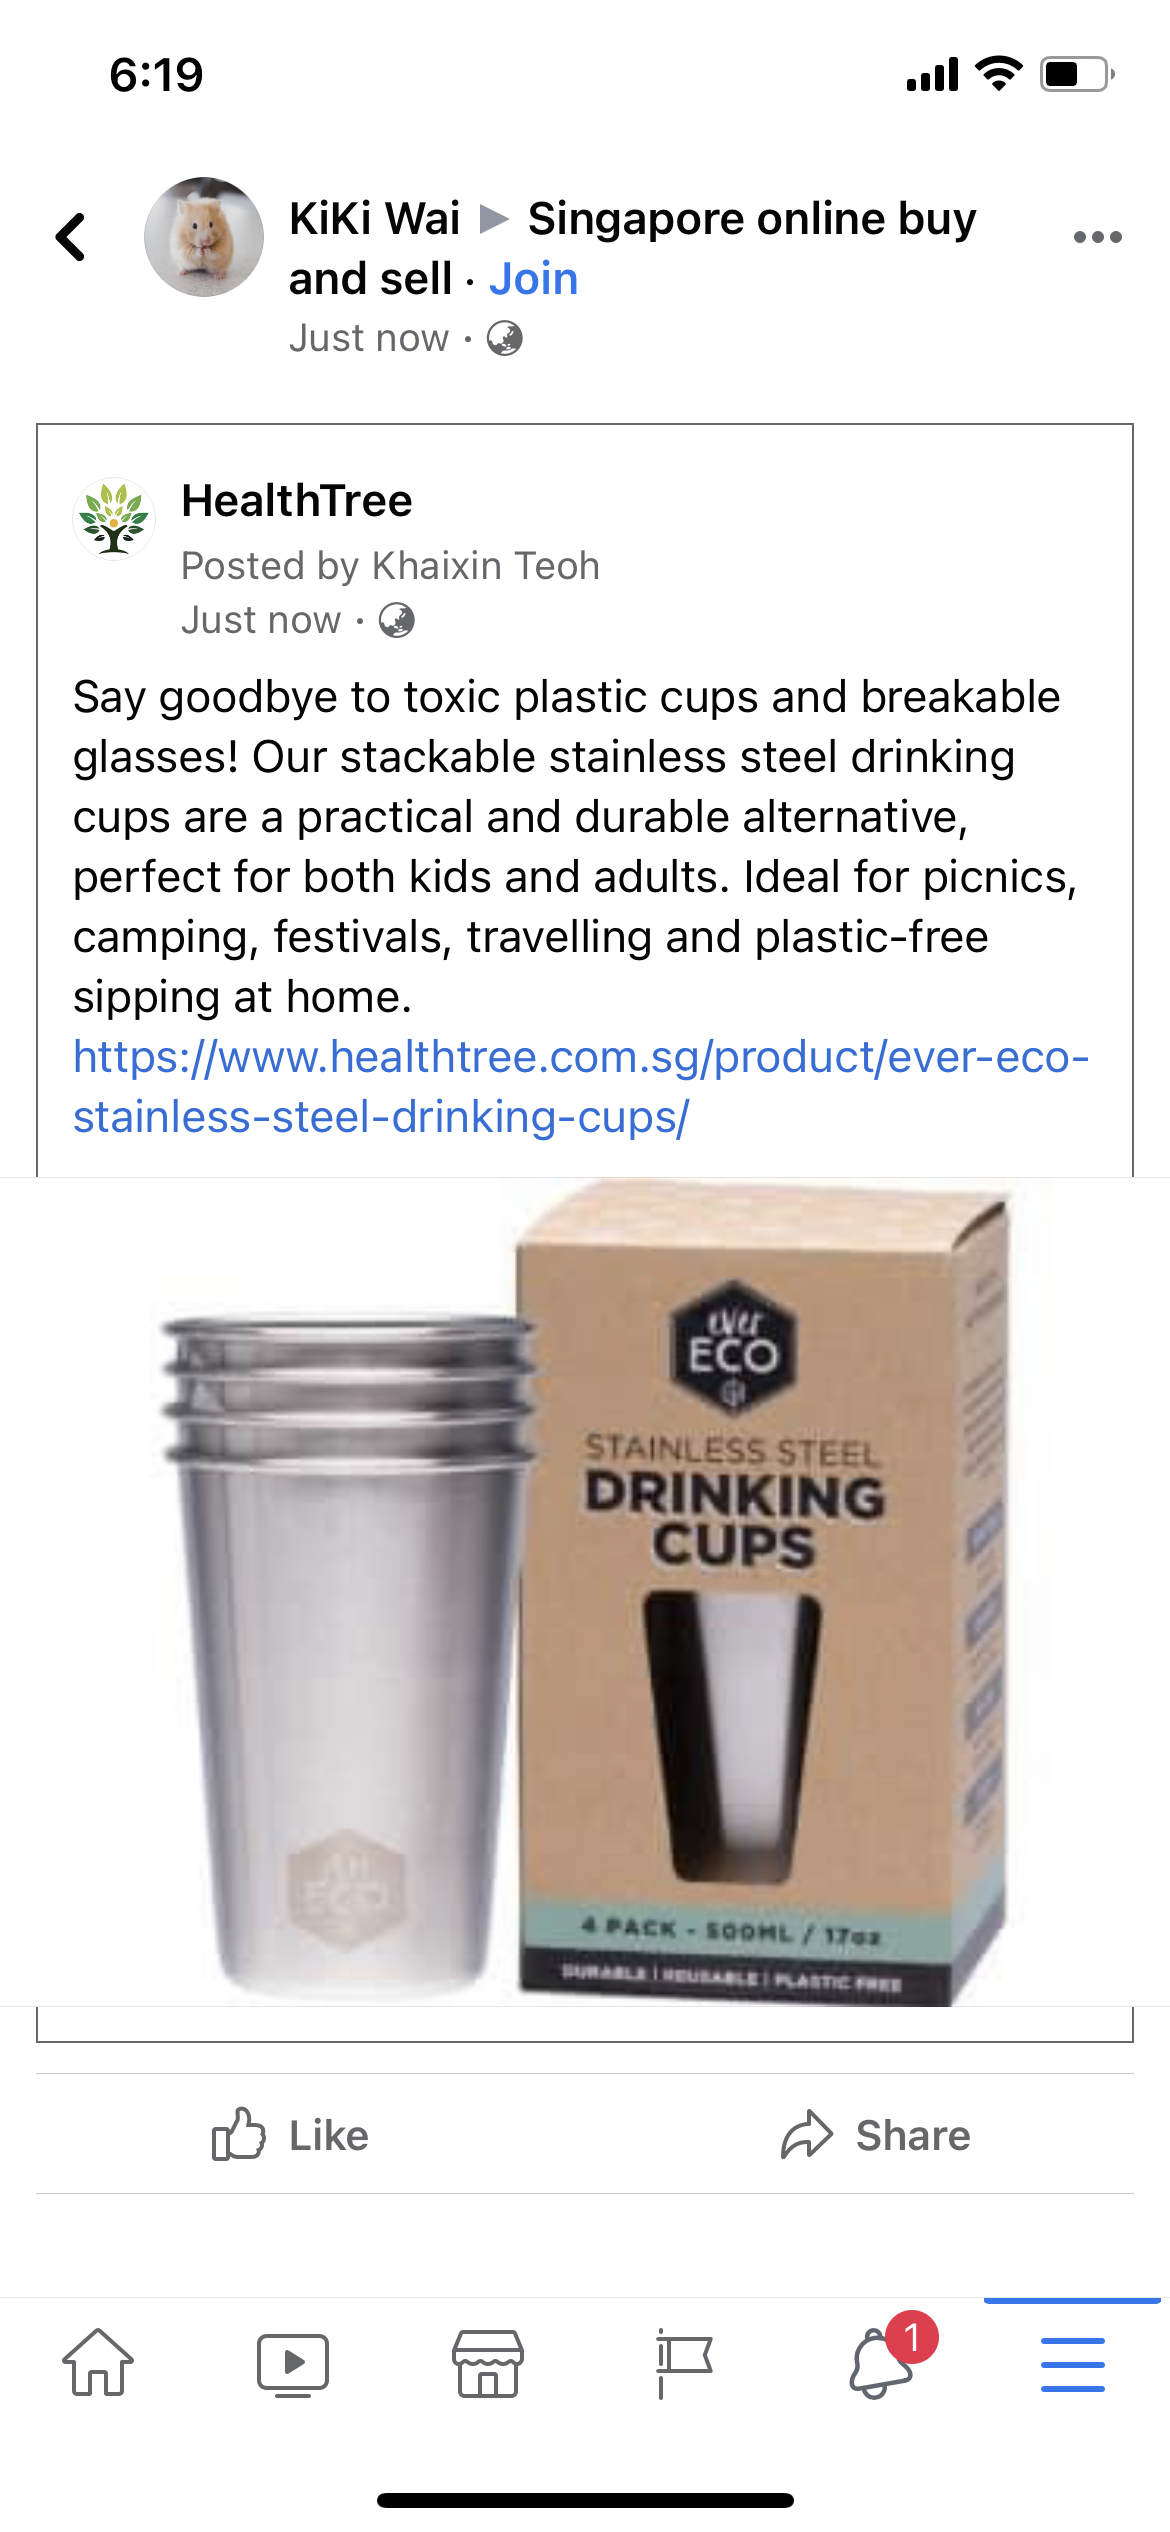 6:19
KiKi Wai ▶ Singapore online buy
and sell · Join
Just now ·
HealthTree
Posted by Khaixin Teoh
Just now ·
Say goodbye to toxic plastic cups and breakable
glasses! Our stackable stainless steel drinking
cups are a practical and durable alternative,
perfect for both kids and adults. Ideal for picnics,
camping, festivals, travelling and plastic-free
sipping at home.
https://www.healthtree.com.sg/product/ever-eco-
stainless-steel-drinking-cups/
ever
ECO
STAINLESS STEEL
DRINKING
CUPS
ECO
4 PACK - 500ML / 17oz
DURABLE | REUSABLE | PLASTIC FREE
Like
Share
1